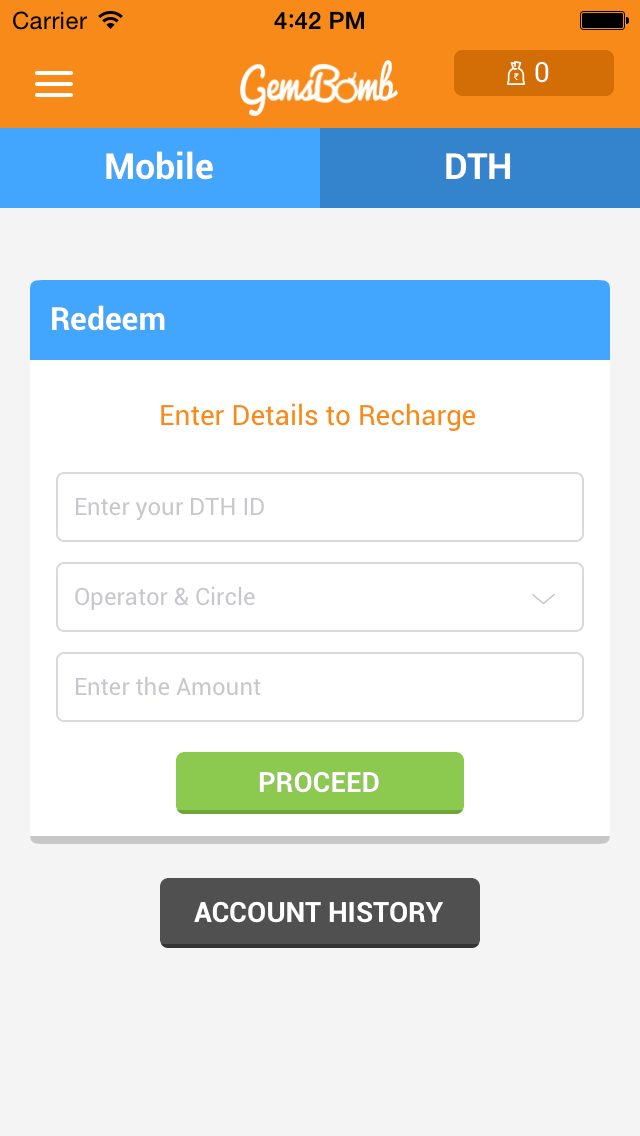 Carrier 4:42 PM
GemsBomb
₹ 0
Mobile DTH
Redeem
Enter Details to Recharge
Enter your DTH ID
Operator & Circle
Enter the Amount
PROCEED
ACCOUNT HISTORY